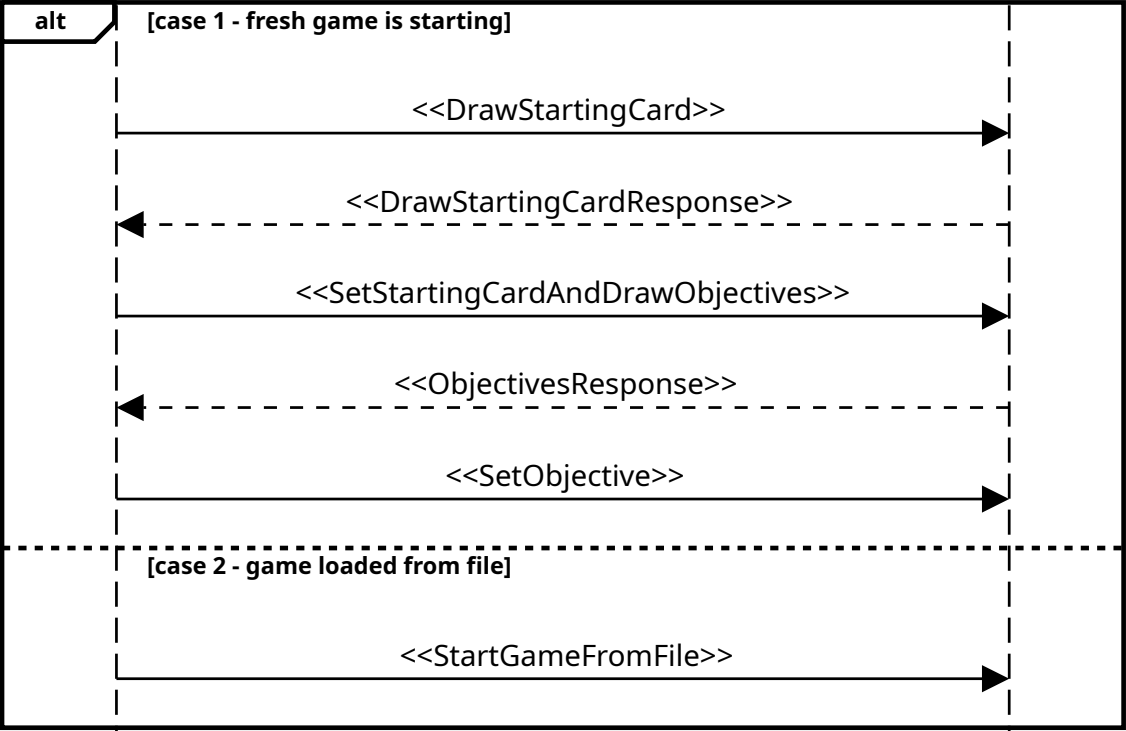 alt
[case 1 - fresh game is starting]
<<DrawStartingCard>>
<<DrawStartingCardResponse>>
<<SetStartingCardAndDrawObjectives>>
<<ObjectivesResponse>>
<<SetObjective>>
[case 2 - game loaded from file]
<<StartGameFromFile>>